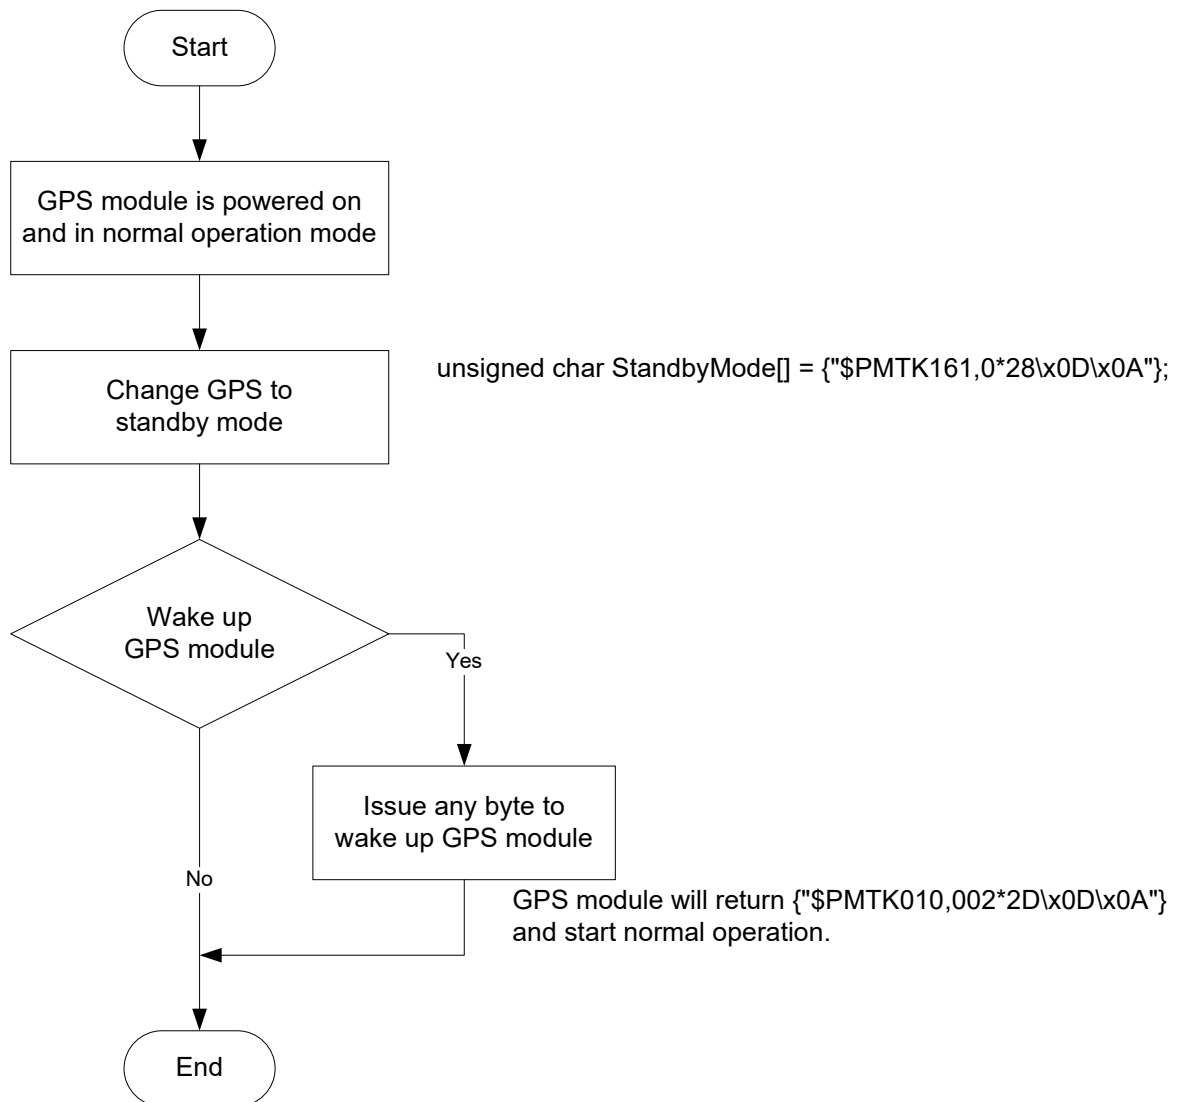 Start
GPS module is powered on
and in normal operation mode
Change GPS to
standby mode
unsigned char StandbyMode[] = {"$PMTK161,0*28\x0D\x0A"};
Wake up
GPS module
Yes
Issue any byte to
wake up GPS module
No
GPS module will return {"$PMTK010,002*2D\x0D\x0A"}
and start normal operation.
End